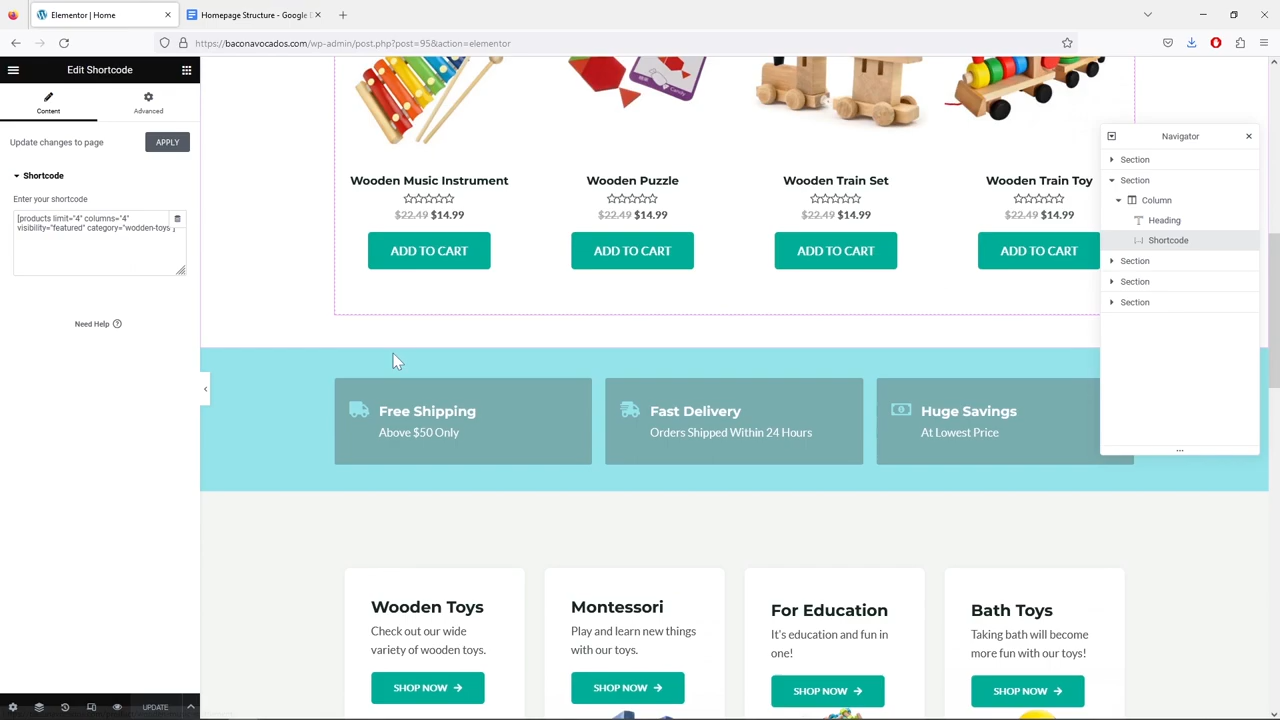 Elementor | Home
Homepage Structure - Google D
https://baconavocados.com/wp-admin/post.php?post=95&action=elementor
Edit Shortcode
Content
Advanced
Update changes to page
APPLY
Shortcode
Enter your shortcode
[products limit="4" columns="4"
visibility="featured" category="wodden-toys"]
Need Help
UPDATE
Wooden Music Instrument
Wooden Puzzle
Wooden Train Set
Wooden Train Toy
$22.49 $14.99
$22.49 $14.99
$22.49 $14.99
$22.49 $14.99
ADD TO CART
ADD TO CART
ADD TO CART
ADD TO CART
Navigator
Section
Section
Column
Heading
Shortcode
Section
Section
Section
Free Shipping
Above $50 Only
Fast Delivery
Orders Shipped Within 24 Hours
Huge Savings
At Lowest Price
Wooden Toys
Check out our wide
variety of wooden toys.
SHOP NOW
Montessori
Play and learn new things
with our toys.
SHOP NOW
For Education
It's education and fun in
one!
SHOP NOW
Bath Toys
Taking bath will become
more fun with our toys!
SHOP NOW